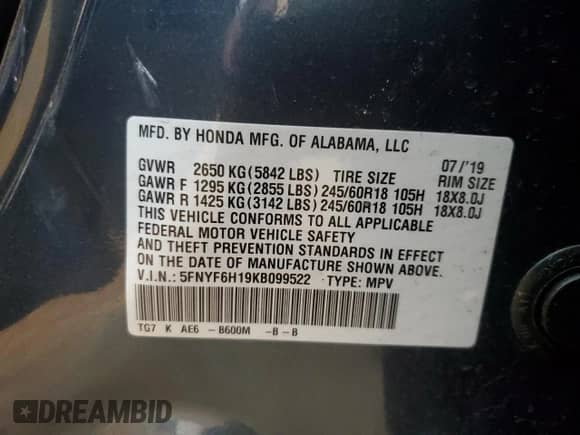 MFD. BY HONDA MFG. OF ALABAMA, LLC
07/'19
GVWR 2650 KG(5842 LBS) TIRE SIZE RIM SIZE
GAWR F 1295 KG(2855 LBS)245/60R18 105H 18X8.0J
GAWR R 1425 KG(3142 LBS)245/60R18 105H 18X8.0J
THIS VEHICLE CONFORMS TO ALL APPLICABLE
FEDERAL MOTOR VEHICLE SAFETY
AND THEFT PREVENTION STANDARDS IN EFFECT
ON THE DATE OF MANUFACTURE SHOWN ABOVE.
V.I.N.: 5FNYF6H19KB099522 TYPE: MPV
TG7 K AE6 -B600M -B-B
DREAMBID